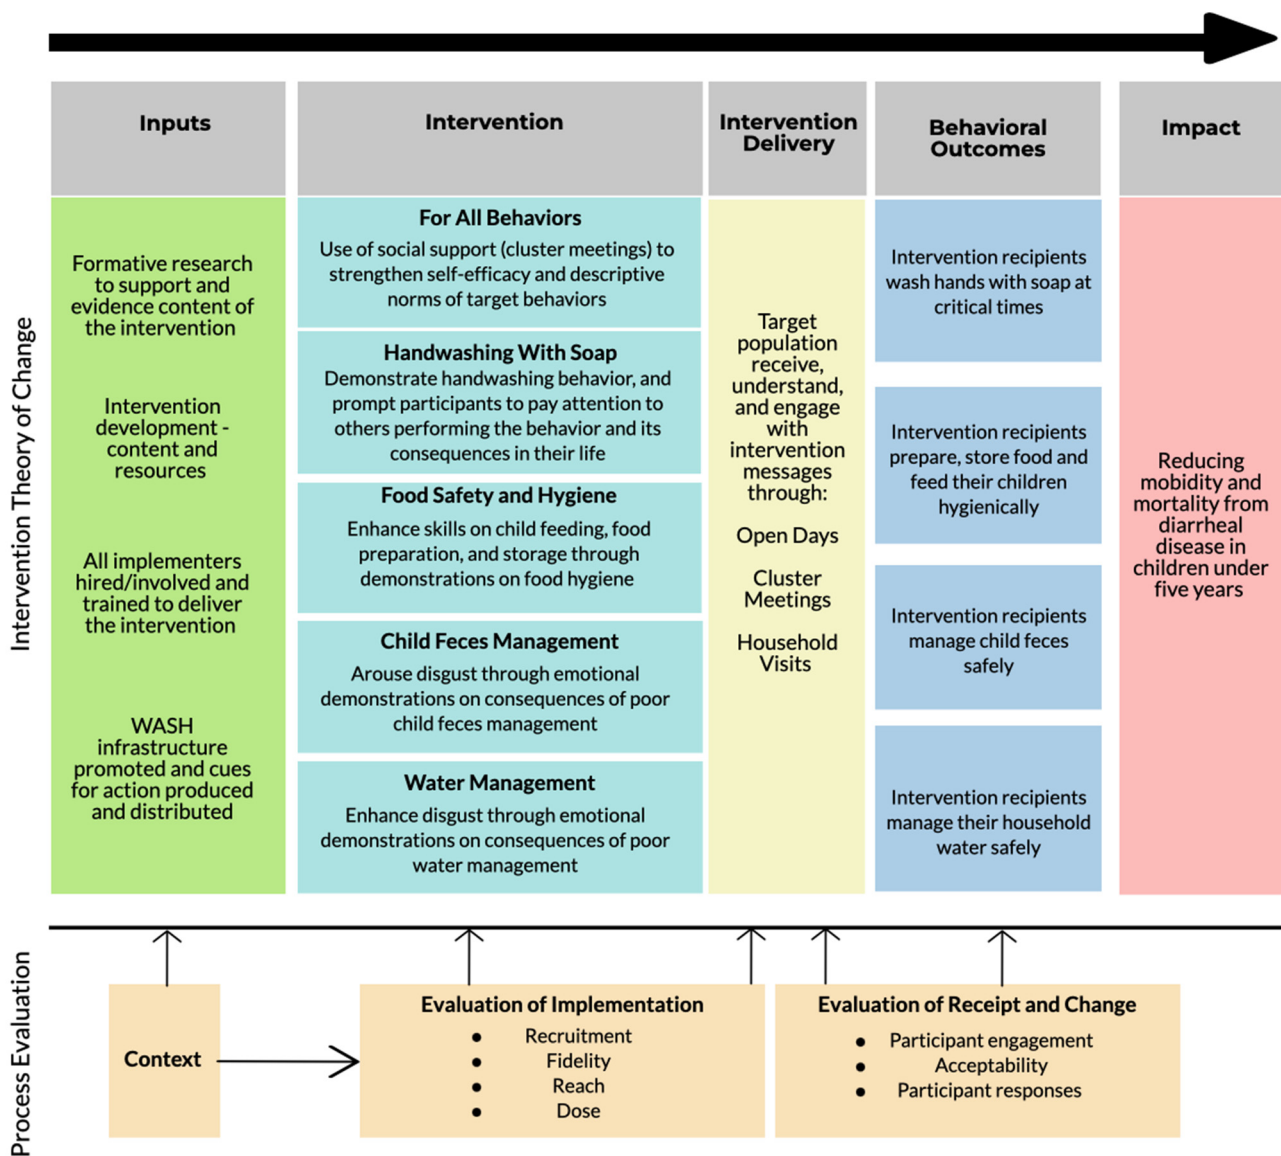 Inputs
Intervention
Intervention
Delivery
Behavioral
Outcomes
Impact
Intervention Theory of Change
Formative research
to support and
evidence content of
the intervention
Intervention
development -
content and
resources
All implementers
hired/involved and
trained to deliver
the intervention
WASH
infrastructure
promoted and cues
for action produced
and distributed
For All Behaviors
Use of social support (cluster meetings) to
strengthen self-efficacy and descriptive
norms of target behaviors
Handwashing With Soap
Demonstrate handwashing behavior, and
prompt participants to pay attention to
others performing the behavior and its
consequences in their life
Food Safety and Hygiene
Enhance skills on child feeding, food
preparation, and storage through
demonstrations on food hygiene
Child Feces Management
Arouse disgust through emotional
demonstrations on consequences of poor
child feces management
Water Management
Enhance disgust through emotional
demonstrations on consequences of poor
water management
Target
population
receive,
understand,
and engage
with
intervention
messages
through:
Open Days
Cluster
Meetings
Household
Visits
Intervention recipients
wash hands with soap at
critical times
Intervention recipients
prepare, store food and
feed their children
hygienically
Intervention recipients
manage child feces
safely
Intervention recipients
manage their household
water safely
Reducing
mobidity and
mortality from
diarrheal
disease in
children under
five years
Process Evaluation
Context
Evaluation of Implementation
● Recruitment
● Fidelity
● Reach
● Dose
Evaluation of Receipt and Change
● Participant engagement
● Acceptability
● Participant responses